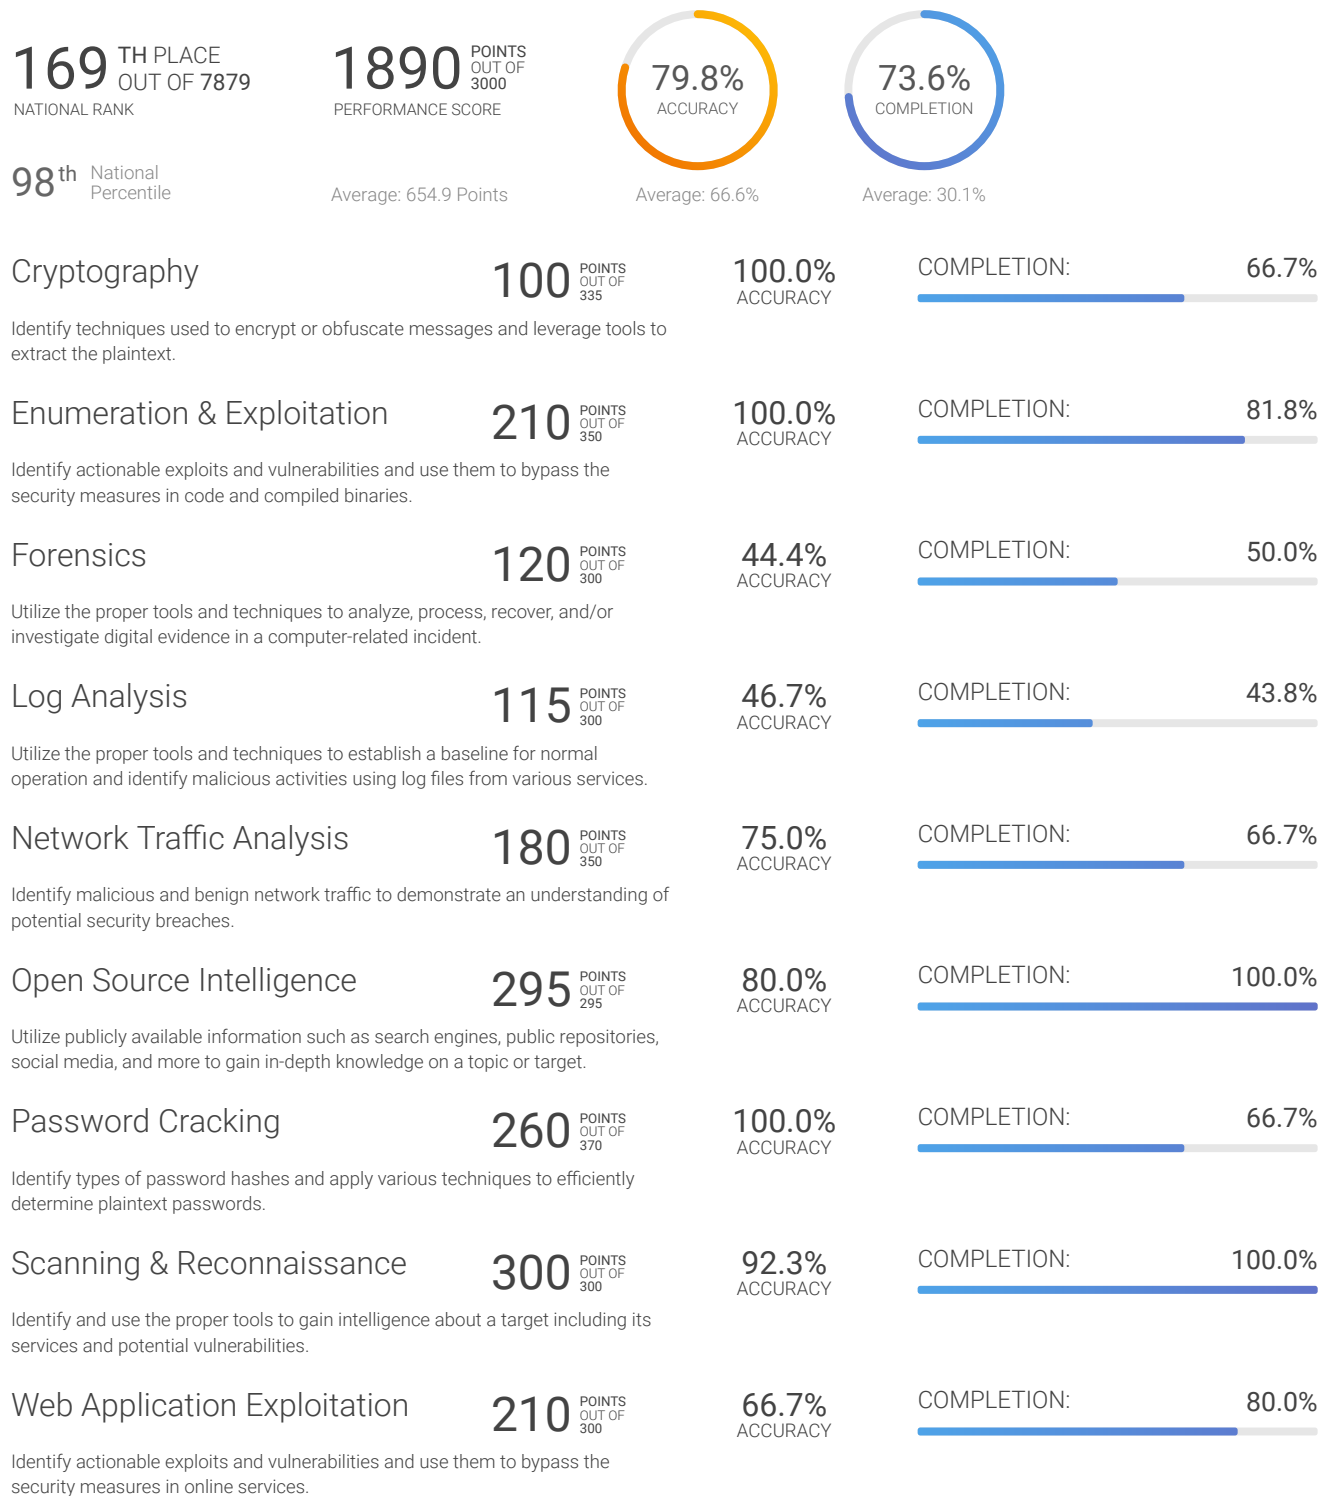 169 TH PLACE
OUT OF 7879
NATIONAL RANK
1890 POINTS
OUT OF
3000
PERFORMANCE SCORE
79.8%
ACCURACY
73.6%
COMPLETION
98th National
Percentile
Average: 654.9 Points
Average: 66.6%
Average: 30.1%
Cryptography
100 POINTS
OUT OF
335
100.0%
ACCURACY
COMPLETION: 66.7%
Identify techniques used to encrypt or obfuscate messages and leverage tools to
extract the plaintext.
Enumeration & Exploitation
210 POINTS
OUT OF
350
100.0%
ACCURACY
COMPLETION: 81.8%
Identify actionable exploits and vulnerabilities and use them to bypass the
security measures in code and compiled binaries.
Forensics
120 POINTS
OUT OF
300
44.4%
ACCURACY
COMPLETION: 50.0%
Utilize the proper tools and techniques to analyze, process, recover, and/or
investigate digital evidence in a computer-related incident.
Log Analysis
115 POINTS
OUT OF
300
46.7%
ACCURACY
COMPLETION: 43.8%
Utilize the proper tools and techniques to establish a baseline for normal
operation and identify malicious activities using log files from various services.
Network Traffic Analysis
180 POINTS
OUT OF
350
75.0%
ACCURACY
COMPLETION: 66.7%
Identify malicious and benign network traffic to demonstrate an understanding of
potential security breaches.
Open Source Intelligence
295 POINTS
OUT OF
295
80.0%
ACCURACY
COMPLETION: 100.0%
Utilize publicly available information such as search engines, public repositories,
social media, and more to gain in-depth knowledge on a topic or target.
Password Cracking
260 POINTS
OUT OF
370
100.0%
ACCURACY
COMPLETION: 66.7%
Identify types of password hashes and apply various techniques to efficiently
determine plaintext passwords.
Scanning & Reconnaissance
300 POINTS
OUT OF
300
92.3%
ACCURACY
COMPLETION: 100.0%
Identify and use the proper tools to gain intelligence about a target including its
services and potential vulnerabilities.
Web Application Exploitation
210 POINTS
OUT OF
300
66.7%
ACCURACY
COMPLETION: 80.0%
Identify actionable exploits and vulnerabilities and use them to bypass the
security measures in online services.